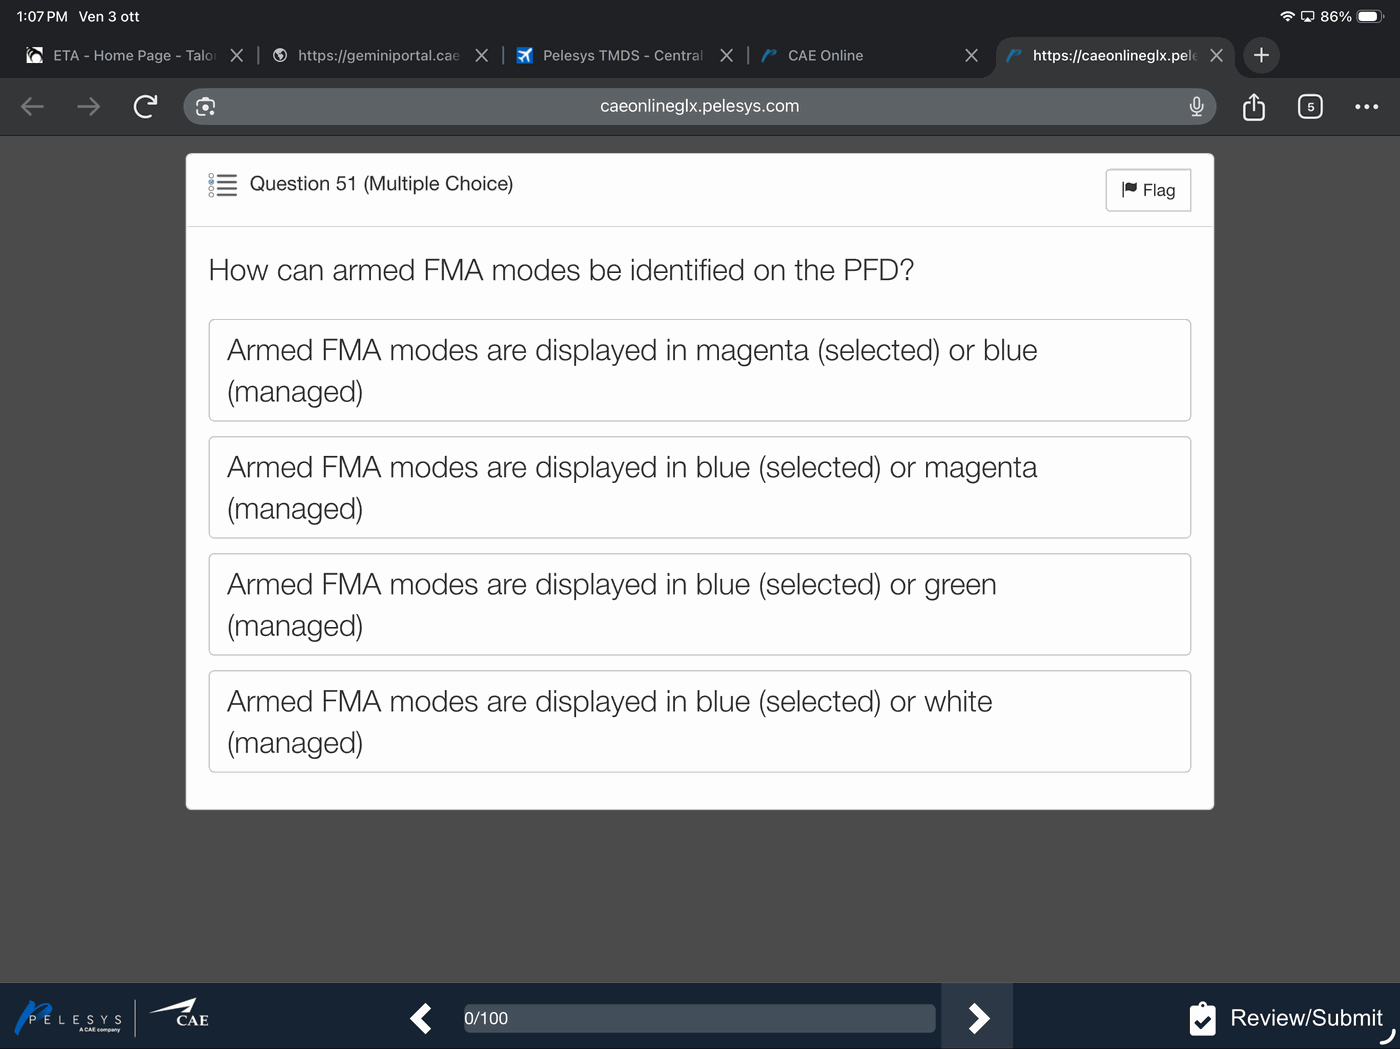 1:07 PM Ven 3 ott
86%
ETA - Home Page - Talo
https://geminiportal.cae
Pelesys TMDS - Central
CAE Online
https://caeonlineglx.pele
caeonlineglx.pelesys.com
5
Question 51 (Multiple Choice)
Flag
How can armed FMA modes be identified on the PFD?
Armed FMA modes are displayed in magenta (selected) or blue
(managed)
Armed FMA modes are displayed in blue (selected) or magenta
(managed)
Armed FMA modes are displayed in blue (selected) or green
(managed)
Armed FMA modes are displayed in blue (selected) or white
(managed)
PELESYS
A CAE company
CAE
0/100
Review/Submit